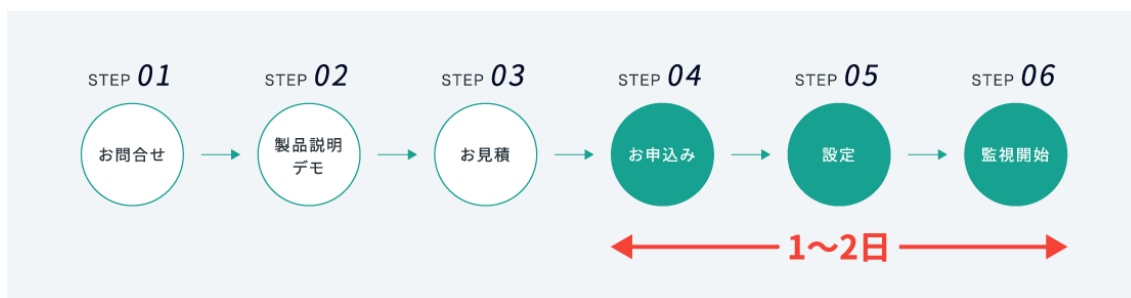 STEP 01
STEP 02
STEP 03
STEP 04
STEP 05
STEP 06
お問合せ
製品説明
デモ
お見積
お申込み
設定
監視開始
1〜2日